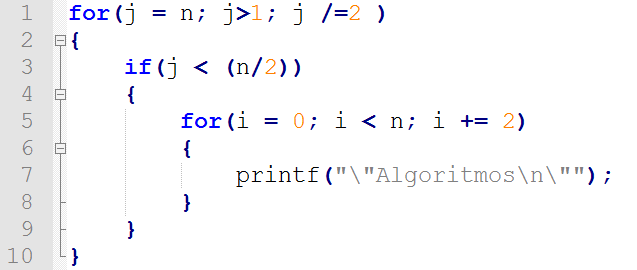 1 for(j = n; j>1; j /=2 )
2 {
3     if(j < (n/2))
4     {
5         for(i = 0; i < n; i += 2)
6         {
7             printf("\"Algoritmos\n\"");
8         }
9     }
10 }